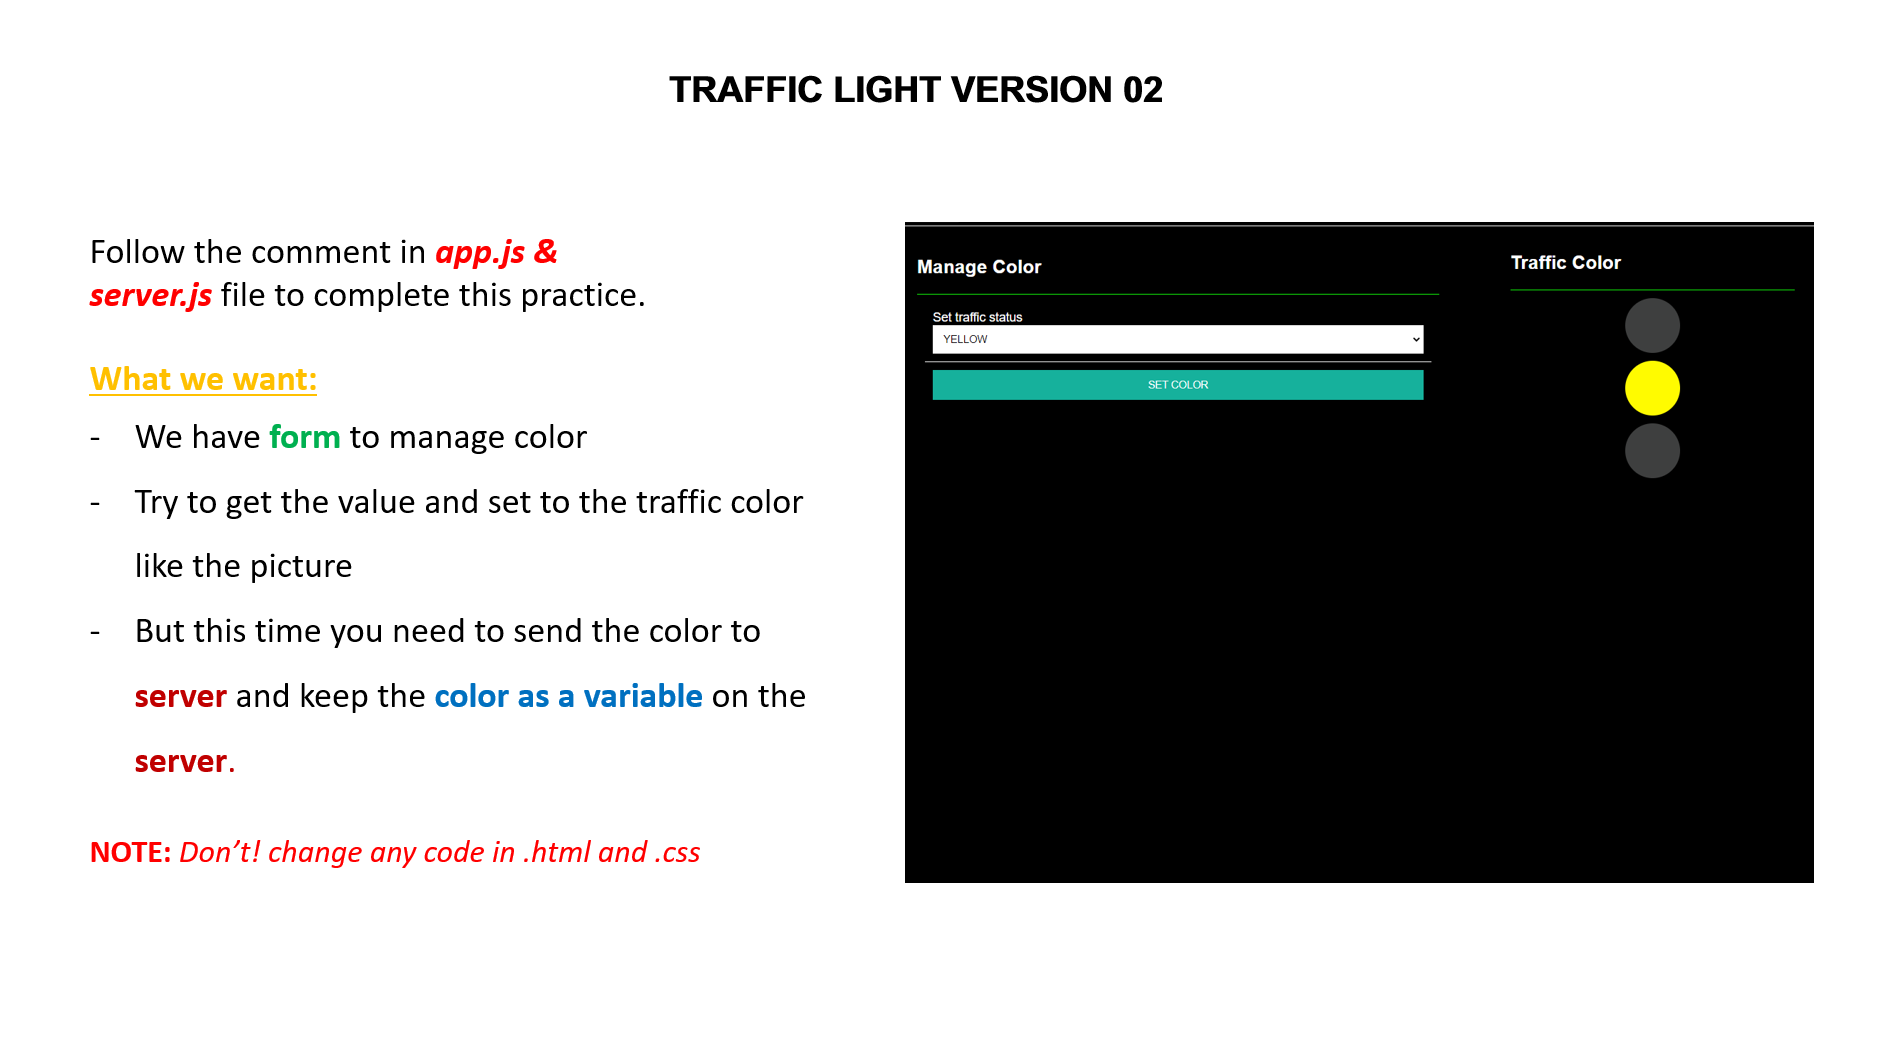 TRAFFIC LIGHT VERSION 02
Follow the comment in app.js &
server.js file to complete this practice.
What we want:
- We have form to manage color
- Try to get the value and set to the traffic color
like the picture
- But this time you need to send the color to
server and keep the color as a variable on the
server.
NOTE: Don’t! change any code in .html and .css
Manage Color
Set traffic status
YELLOW
SET COLOR
Traffic Color